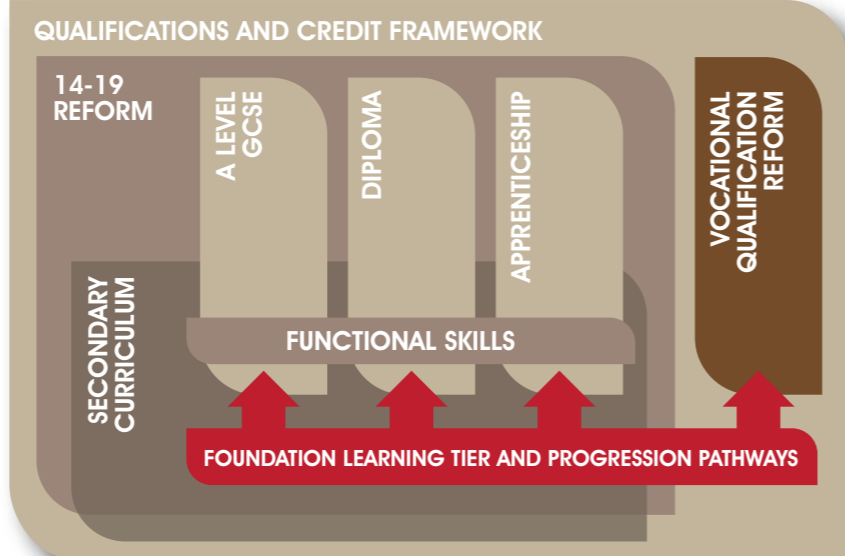 QUALIFICATIONS AND CREDIT FRAMEWORK
14-19
REFORM
A LEVEL
GCSE
DIPLOMA
APPRENTICESHIP
VOCATIONAL
QUALIFICATION
REFORM
SECONDARY
CURRICULUM
FUNCTIONAL SKILLS
FOUNDATION LEARNING TIER AND PROGRESSION PATHWAYS